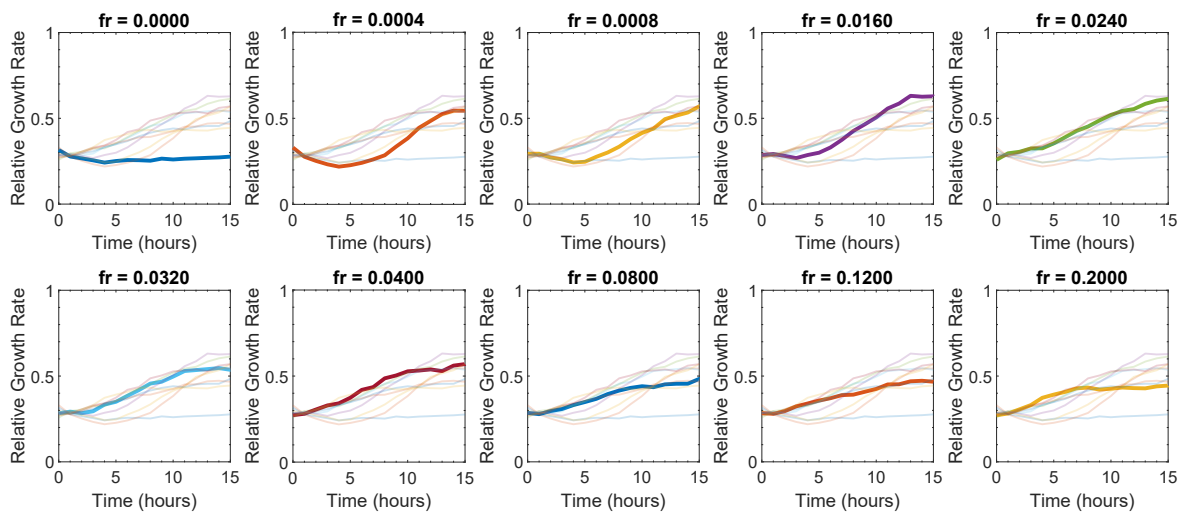 fr = 0.0000 fr = 0.0004 fr = 0.0008 fr = 0.0160 fr = 0.0240
1 1 1 1 1
Relative Growth Rate Relative Growth Rate Relative Growth Rate Relative Growth Rate Relative Growth Rate
0.5 0.5 0.5 0.5 0.5
0 0 0 0 0
0 5 10 15 0 5 10 15 0 5 10 15 0 5 10 15 0 5 10 15
Time (hours) Time (hours) Time (hours) Time (hours) Time (hours)
fr = 0.0320 fr = 0.0400 fr = 0.0800 fr = 0.1200 fr = 0.2000
1 1 1 1 1
Relative Growth Rate Relative Growth Rate Relative Growth Rate Relative Growth Rate Relative Growth Rate
0.5 0.5 0.5 0.5 0.5
0 0 0 0 0
0 5 10 15 0 5 10 15 0 5 10 15 0 5 10 15 0 5 10 15
Time (hours) Time (hours) Time (hours) Time (hours) Time (hours)